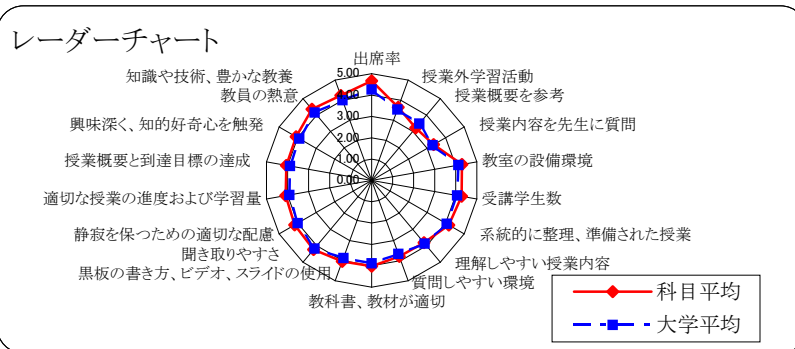 レーダーチャート
出席率
授業外学習活動
授業概要を参考
授業内容を先生に質問
教室の設備環境
受講学生数
系統的に整理、準備された授業
理解しやすい授業内容
質問しやすい環境
教科書、教材が適切
黒板の書き方、ビデオ、スライドの使用
聞き取りやすさ
静寂を保つための適切な配慮
適切な授業の進度および学習量
授業概要と到達目標の達成
興味深く、知的好奇心を触発
教員の熱意
知識や技術、豊かな教養
5.00
4.00
3.00
2.00
1.00
0.00
科目平均
大学平均